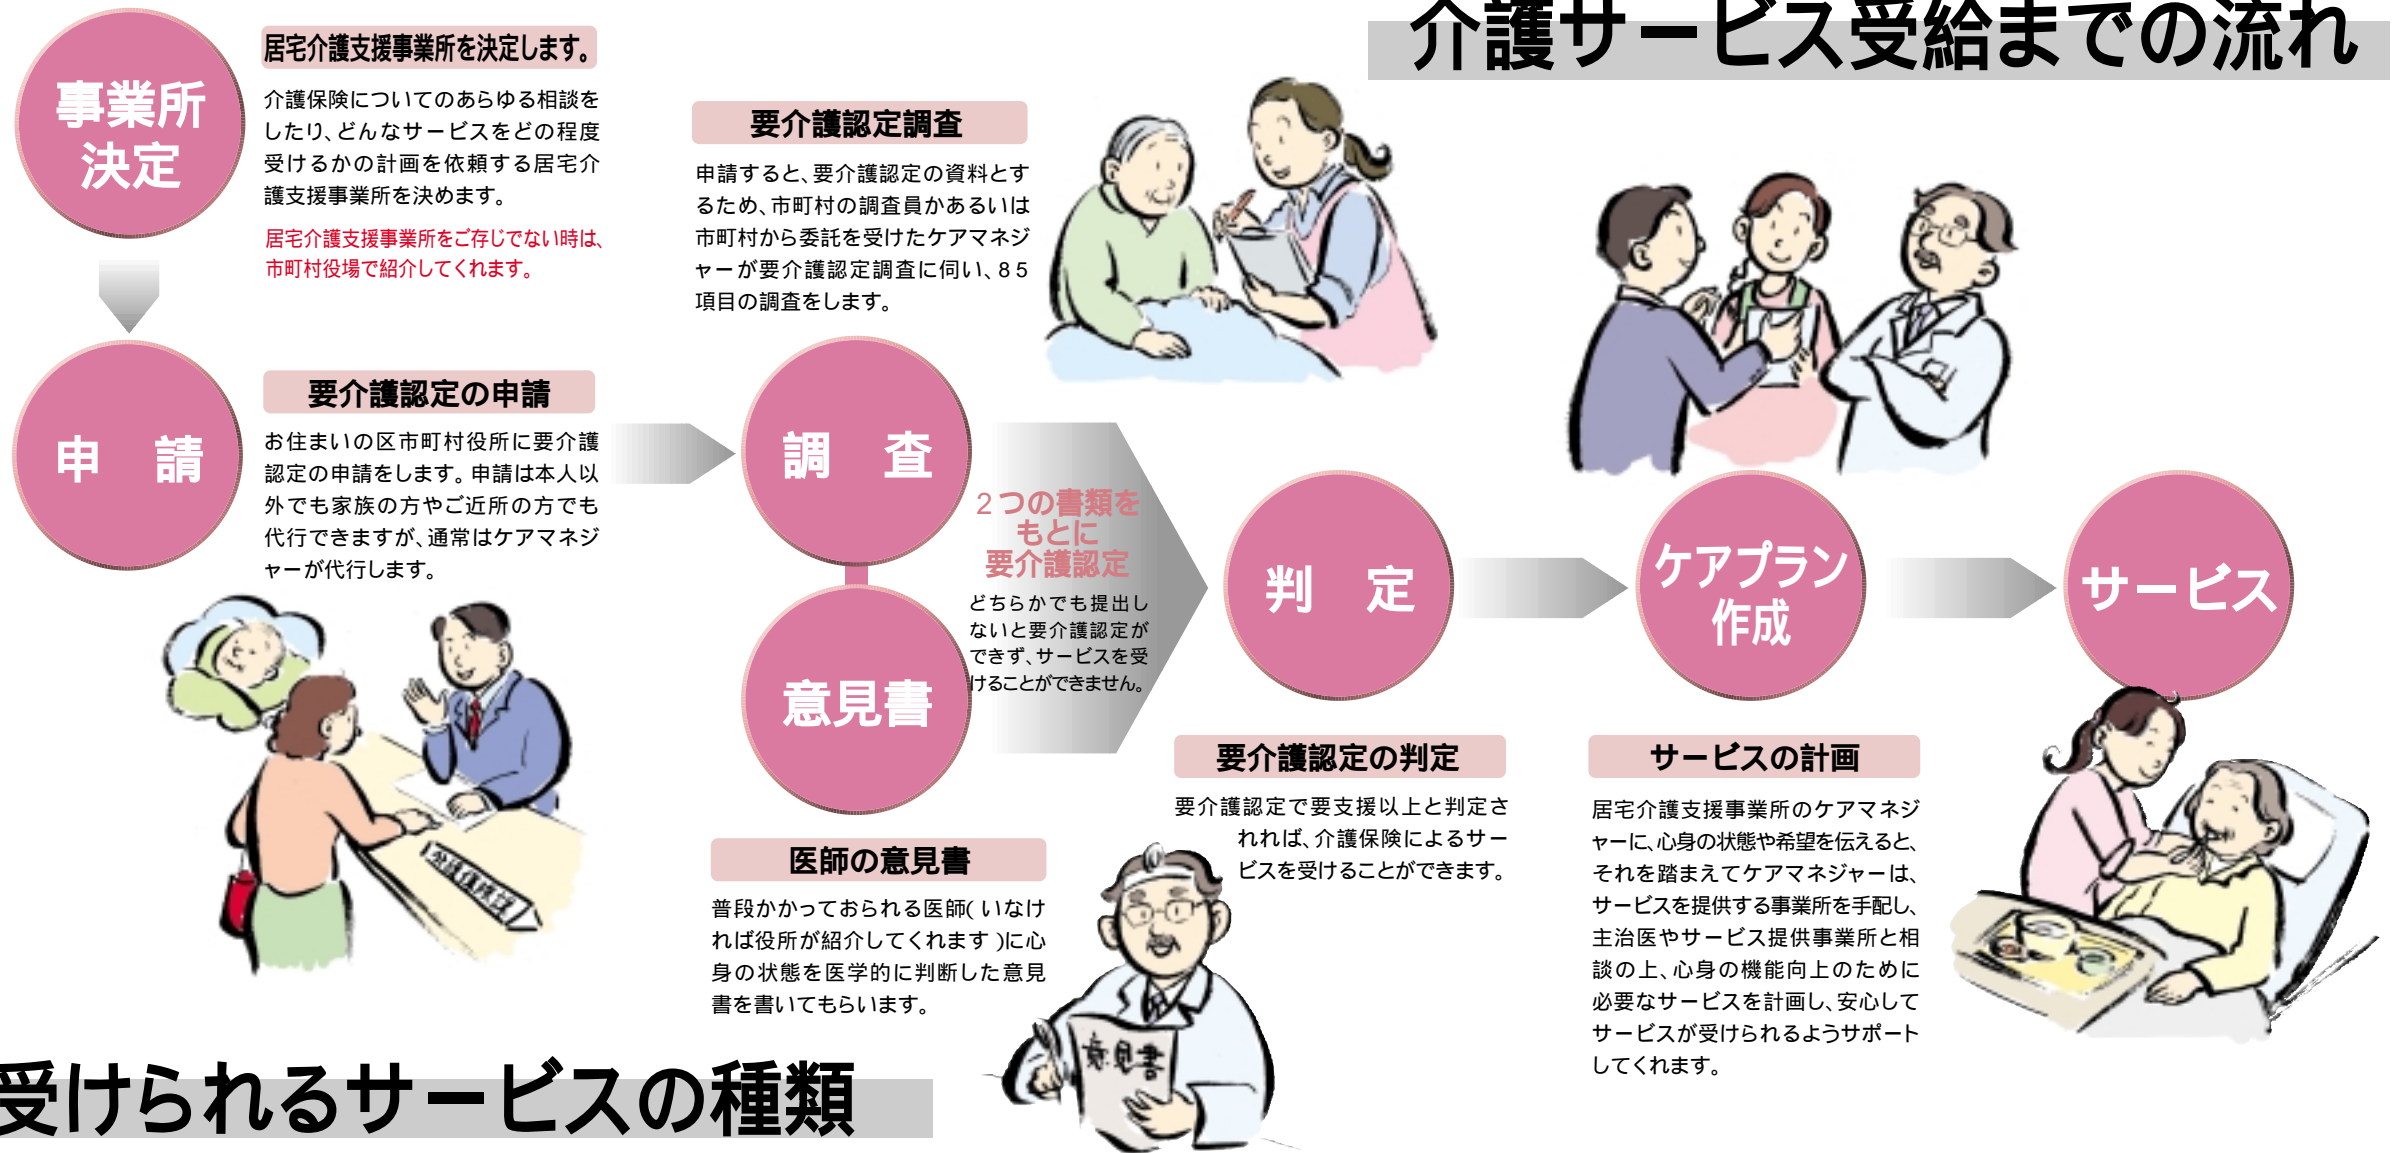 介護サービス受給までの流れ
事業所
決定
居宅介護支援事業所を決定します。
介護保険についてのあらゆる相談を
したり、どんなサービスをどの程度
受けるかの計画を依頼する居宅介
護支援事業所を決めます。
居宅介護支援事業所をご存じでない時は、
市町村役場で紹介してくれます。
申　請
要介護認定の申請
お住まいの区市町村役所に要介護
認定の申請をします。申請は本人以
外でも家族の方やご近所の方でも
代行できますが、通常はケアマネジ
ャーが代行します。
要介護認定調査
申請すると、要介護認定の資料とす
るため、市町村の調査員かあるいは
市町村から委託を受けたケアマネジ
ャーが要介護認定調査に伺い、85
項目の調査をします。
調　査
意見書
2つの書類を
もとに
要介護認定
どちらかでも提出し
ないと要介護認定が
できず、サービスを受
けることができません。
医師の意見書
普段かかっておられる医師(いなけ
れば役所が紹介してくれます)に心
身の状態を医学的に判断した意見
書を書いてもらいます。
意見書
判　定
要介護認定の判定
要介護認定で要支援以上と判定さ
れれば、介護保険によるサー
ビスを受けることができます。
ケアプラン
作成
サービスの計画
居宅介護支援事業所のケアマネジ
ャーに、心身の状態や希望を伝えると、
それを踏まえてケアマネジャーは、
サービスを提供する事業所を手配し、
主治医やサービス提供事業所と相
談の上、心身の機能向上のために
必要なサービスを計画し、安心して
サービスが受けられるようサポート
してくれます。
サービス
受けられるサービスの種類